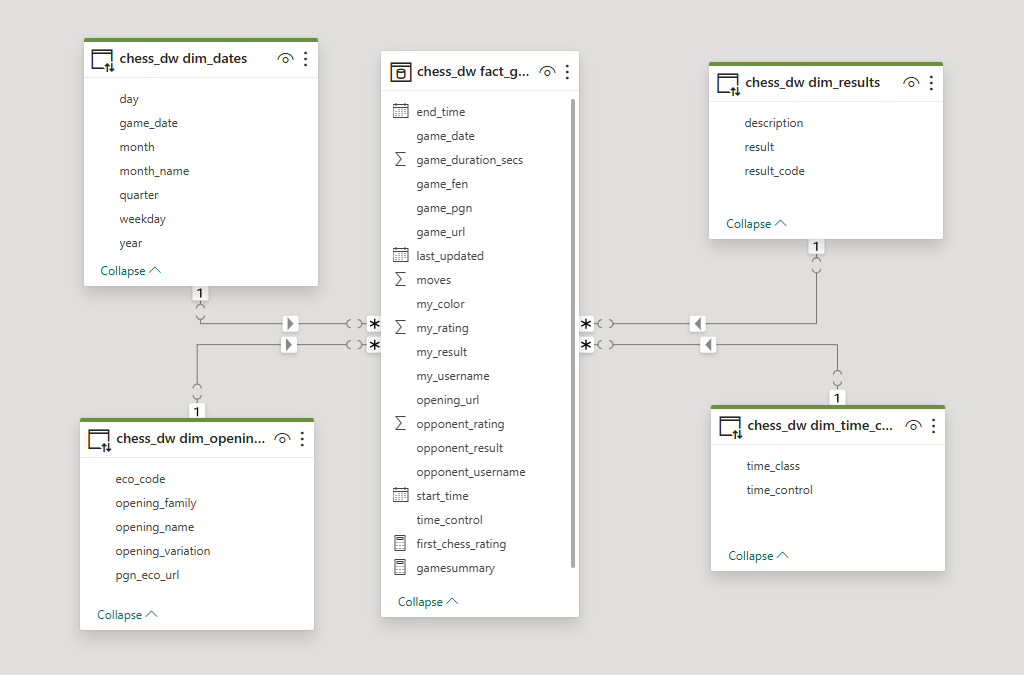 chess_dw dim_dates
day
game_date
month
month_name
quarter
weekday
year
Collapse
1
chess_dw fact_g...
end_time
game_date
game_duration_secs
game_fen
game_pgn
game_url
last_updated
moves
my_color
my_rating
my_result
my_username
opening_url
opponent_rating
opponent_result
opponent_username
start_time
time_control
first_chess_rating
gamesummary
Collapse
*
*
*
*
chess_dw dim_results
description
result
result_code
Collapse
1
1
chess_dw dim_openin...
eco_code
opening_family
opening_name
opening_variation
pgn_eco_url
Collapse
1
chess_dw dim_time_c...
time_class
time_control
Collapse